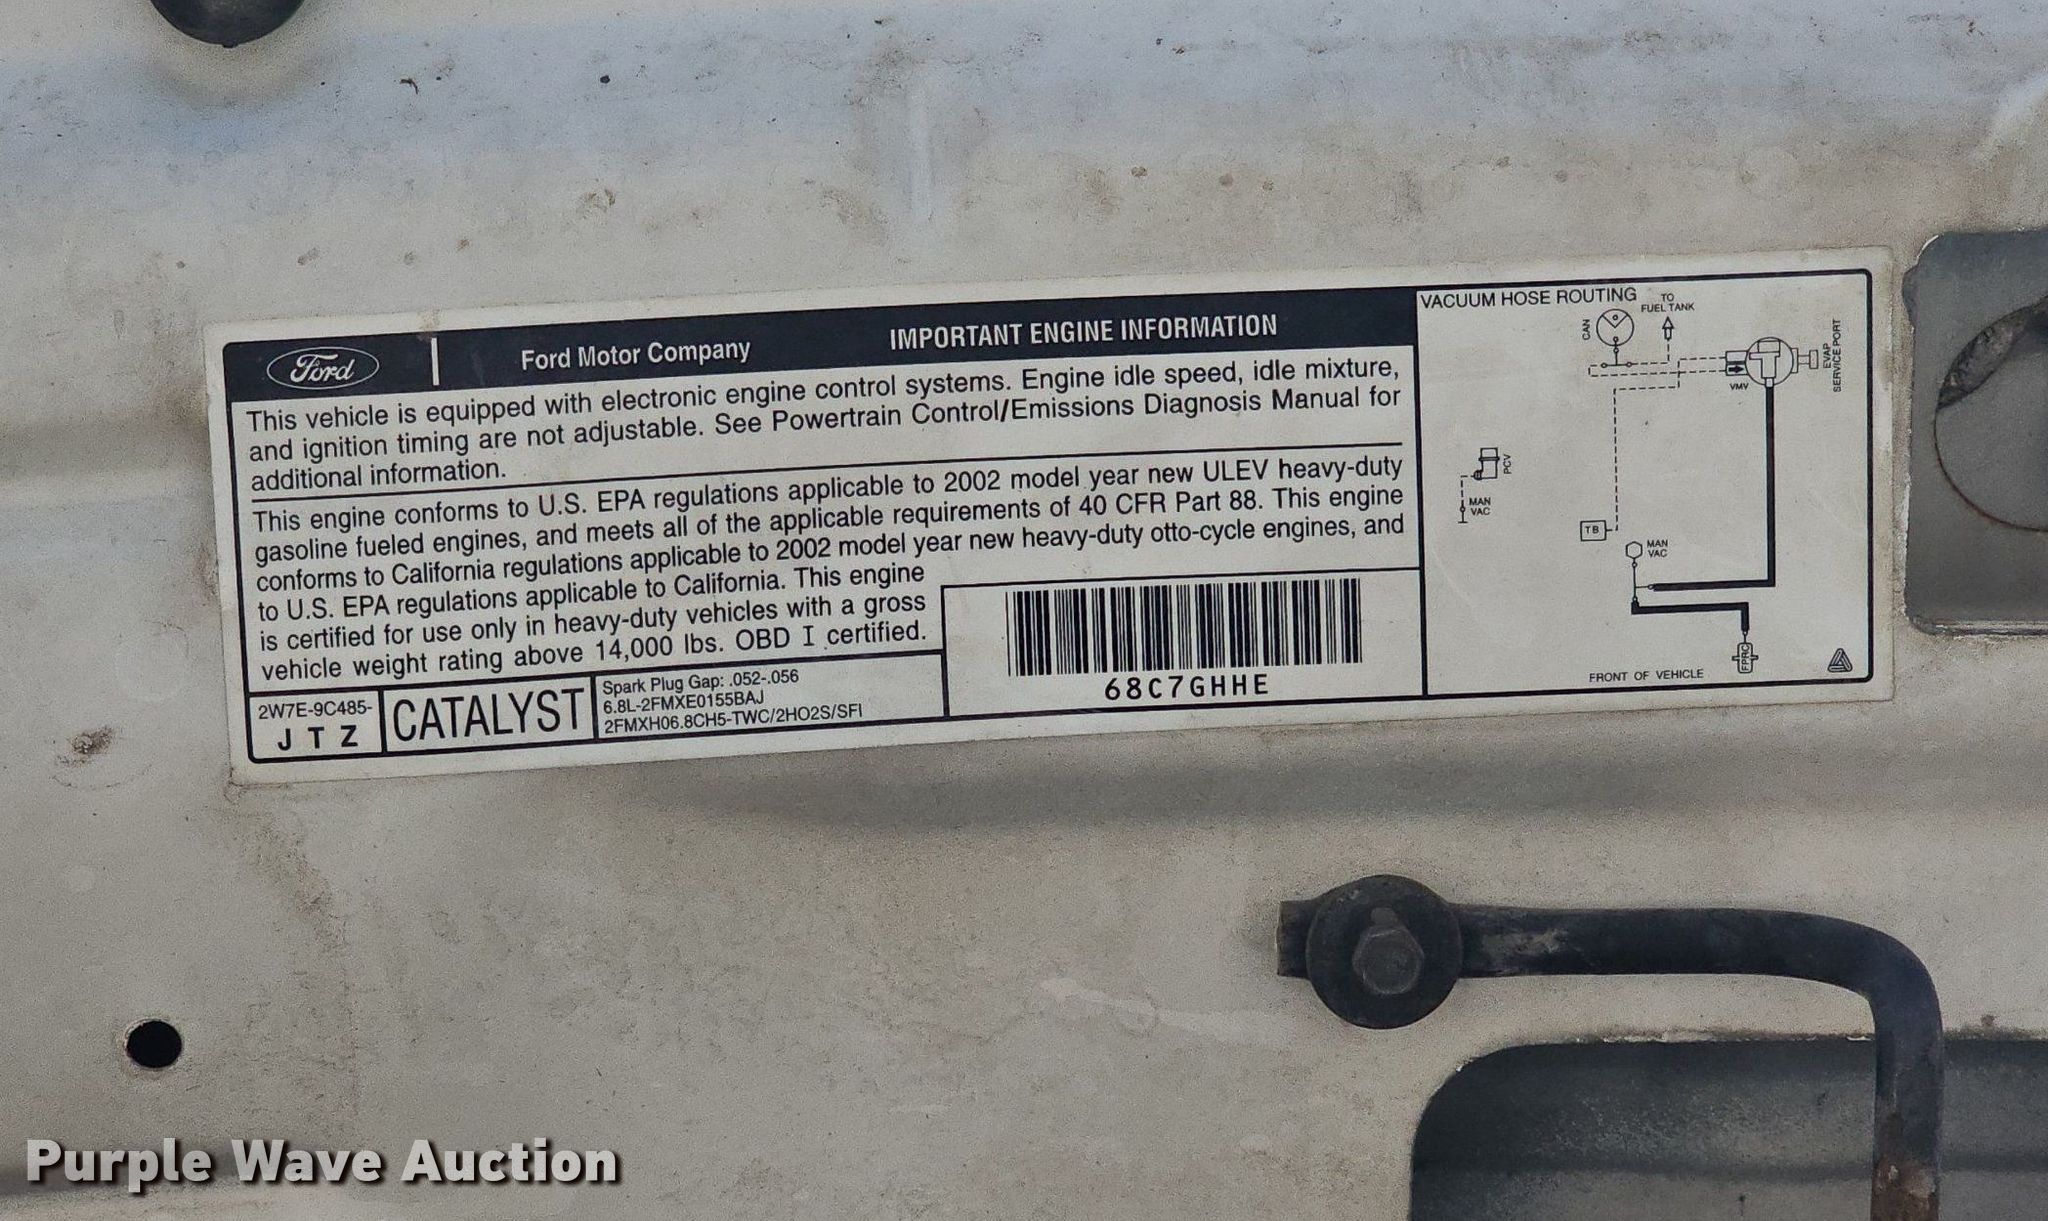 Ford
Ford Motor Company
IMPORTANT ENGINE INFORMATION
This vehicle is equipped with electronic engine control systems. Engine idle speed, idle mixture,
and ignition timing are not adjustable. See Powertrain Control/Emissions Diagnosis Manual for
additional information.
This engine conforms to U.S. EPA regulations applicable to 2002 model year new ULEV heavy-duty
gasoline fueled engines, and meets all of the applicable requirements of 40 CFR Part 88. This engine
conforms to California regulations applicable to 2002 model year new heavy-duty otto-cycle engines, and
to U.S. EPA regulations applicable to California. This engine
is certified for use only in heavy-duty vehicles with a gross
vehicle weight rating above 14,000 lbs. OBD I certified.
2W7E-9C485-
J T Z
CATALYST
Spark Plug Gap: .052-.056
6.8L-2FMXE0155BAJ
2FMXH06.8CH5-TWC/2HO2S/SFI
68C7GHHE
VACUUM HOSE ROUTING
TO
FUEL TANK
CAN
VMV
EVAP
SERVICE PORT
PCV
MAN
VAC
TB
MAN
VAC
FPRC
FRONT OF VEHICLE
Purple Wave Auction